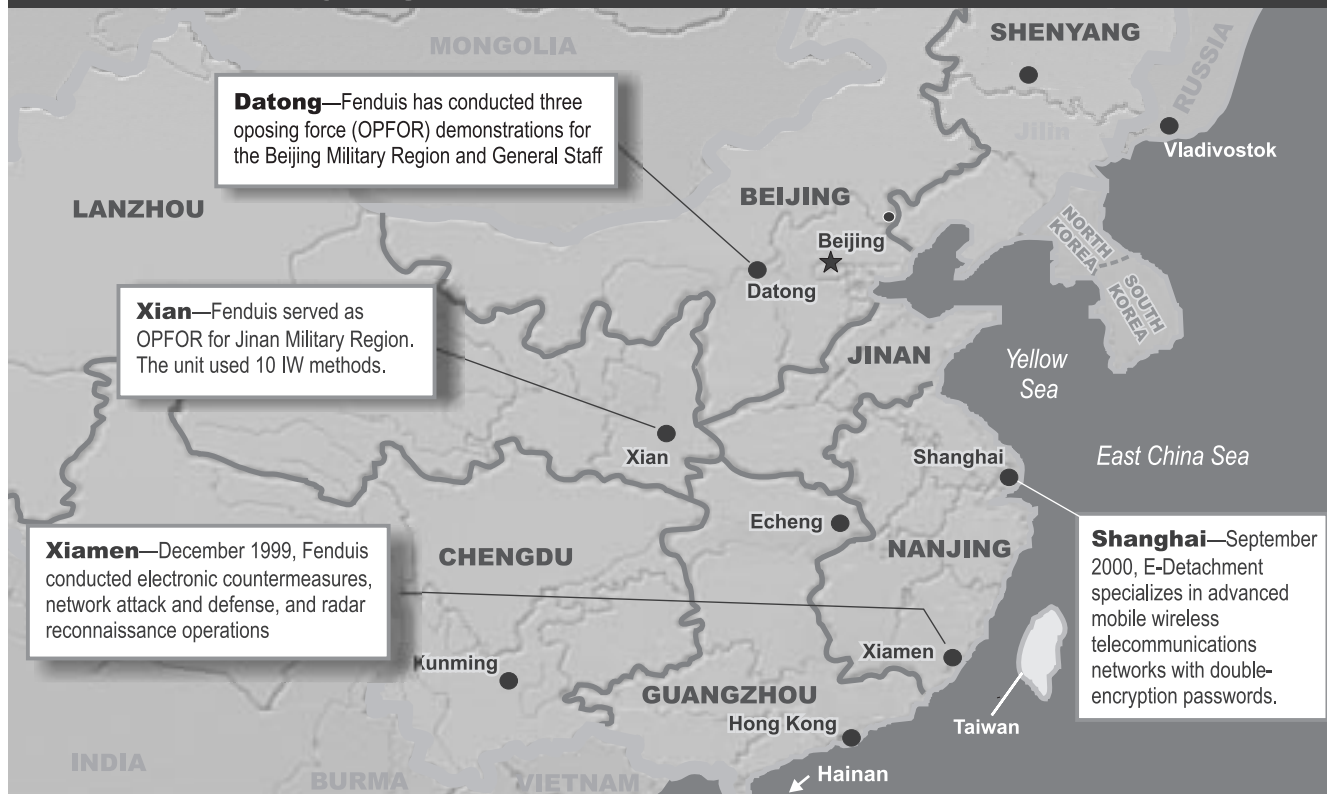 MONGOLIA
SHENYANG
RUSSIA
Jilin
Vladivostok
Datong—Fenduis has conducted three
oposing force (OPFOR) demonstrations for
the Beijing Military Region and General Staff
LANZHOU
BEIJING
Beijing
Datong
NORTH
KOREA
SOUTH
KOREA
Xian—Fenduis served as
OPFOR for Jinan Military Region.
The unit used 10 IW methods.
JINAN
Yellow
Sea
Xian
Shanghai
East China Sea
Echeng
NANJING
CHENGDU
Xiamen—December 1999, Fenduis
conducted electronic countermeasures,
network attack and defense, and radar
reconnaissance operations
Shanghai—September
2000, E-Detachment
specializes in advanced
mobile wireless
telecommunications
networks with double-
encryption passwords.
Xiamen
Kunming
GUANGZHOU
Hong Kong
Taiwan
INDIA
BURMA
VIETNAM
Hainan